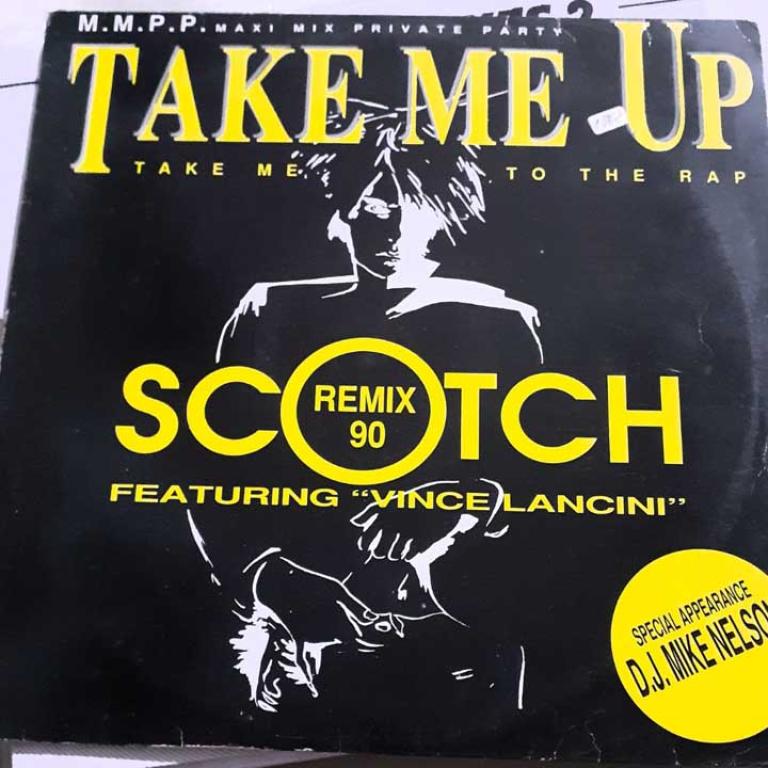 M.M.P.P. MAXI MIX PRIVATE PARTY
TAKE ME UP
TAKE ME TO THE RAP
SCOTCH
REMIX
90
FEATURING “VINCE LANCINI”
SPECIAL APPEARANCE
D.J. MIKE NELSON